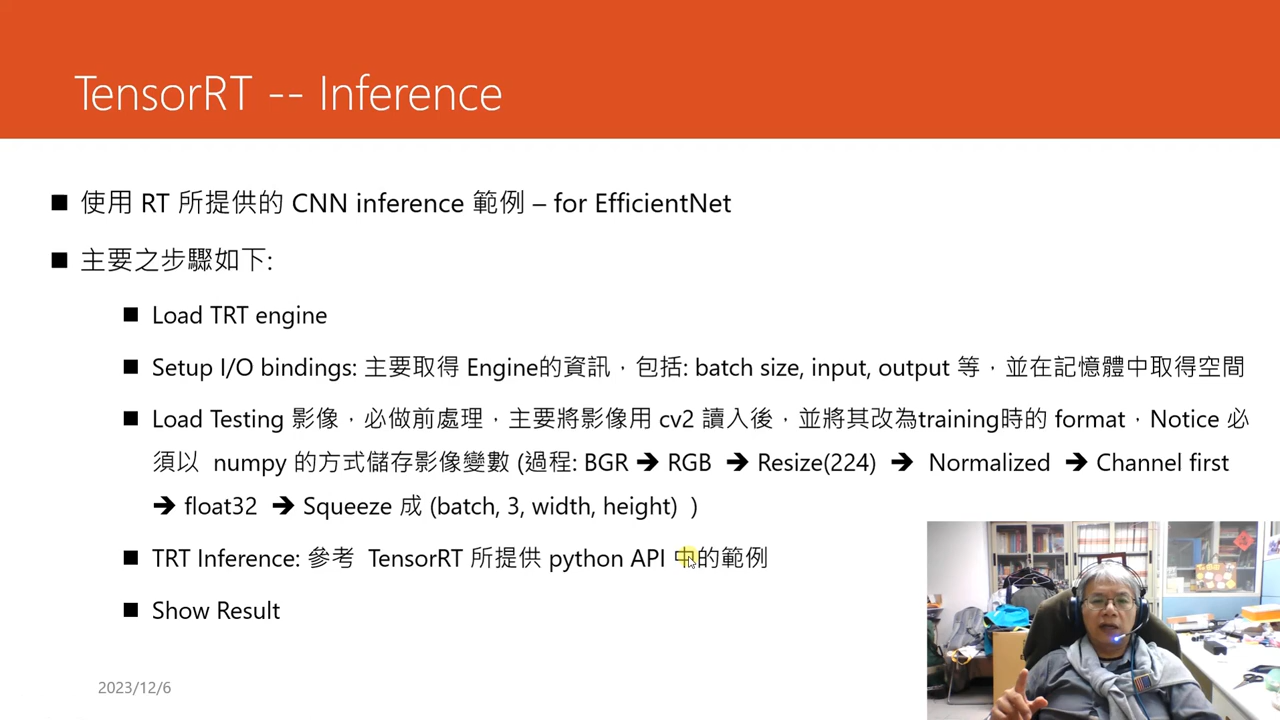 TensorRT -- Inference
使用 RT 所提供的 CNN inference 範例 – for EfficientNet
主要之步驟如下:
Load TRT engine
Setup I/O bindings: 主要取得 Engine的資訊，包括: batch size, input, output 等，並在記憶體中取得空間
Load Testing 影像，必做前處理，主要將影像用 cv2 讀入後，並將其改為training時的 format，Notice 必
須以 numpy 的方式儲存影像變數 (過程: BGR ➔ RGB ➔ Resize(224) ➔ Normalized ➔ Channel first
➔ float32 ➔ Squeeze 成 (batch, 3, width, height) )
TRT Inference: 參考 TensorRT 所提供 python API 中的範例
Show Result
2023/12/6